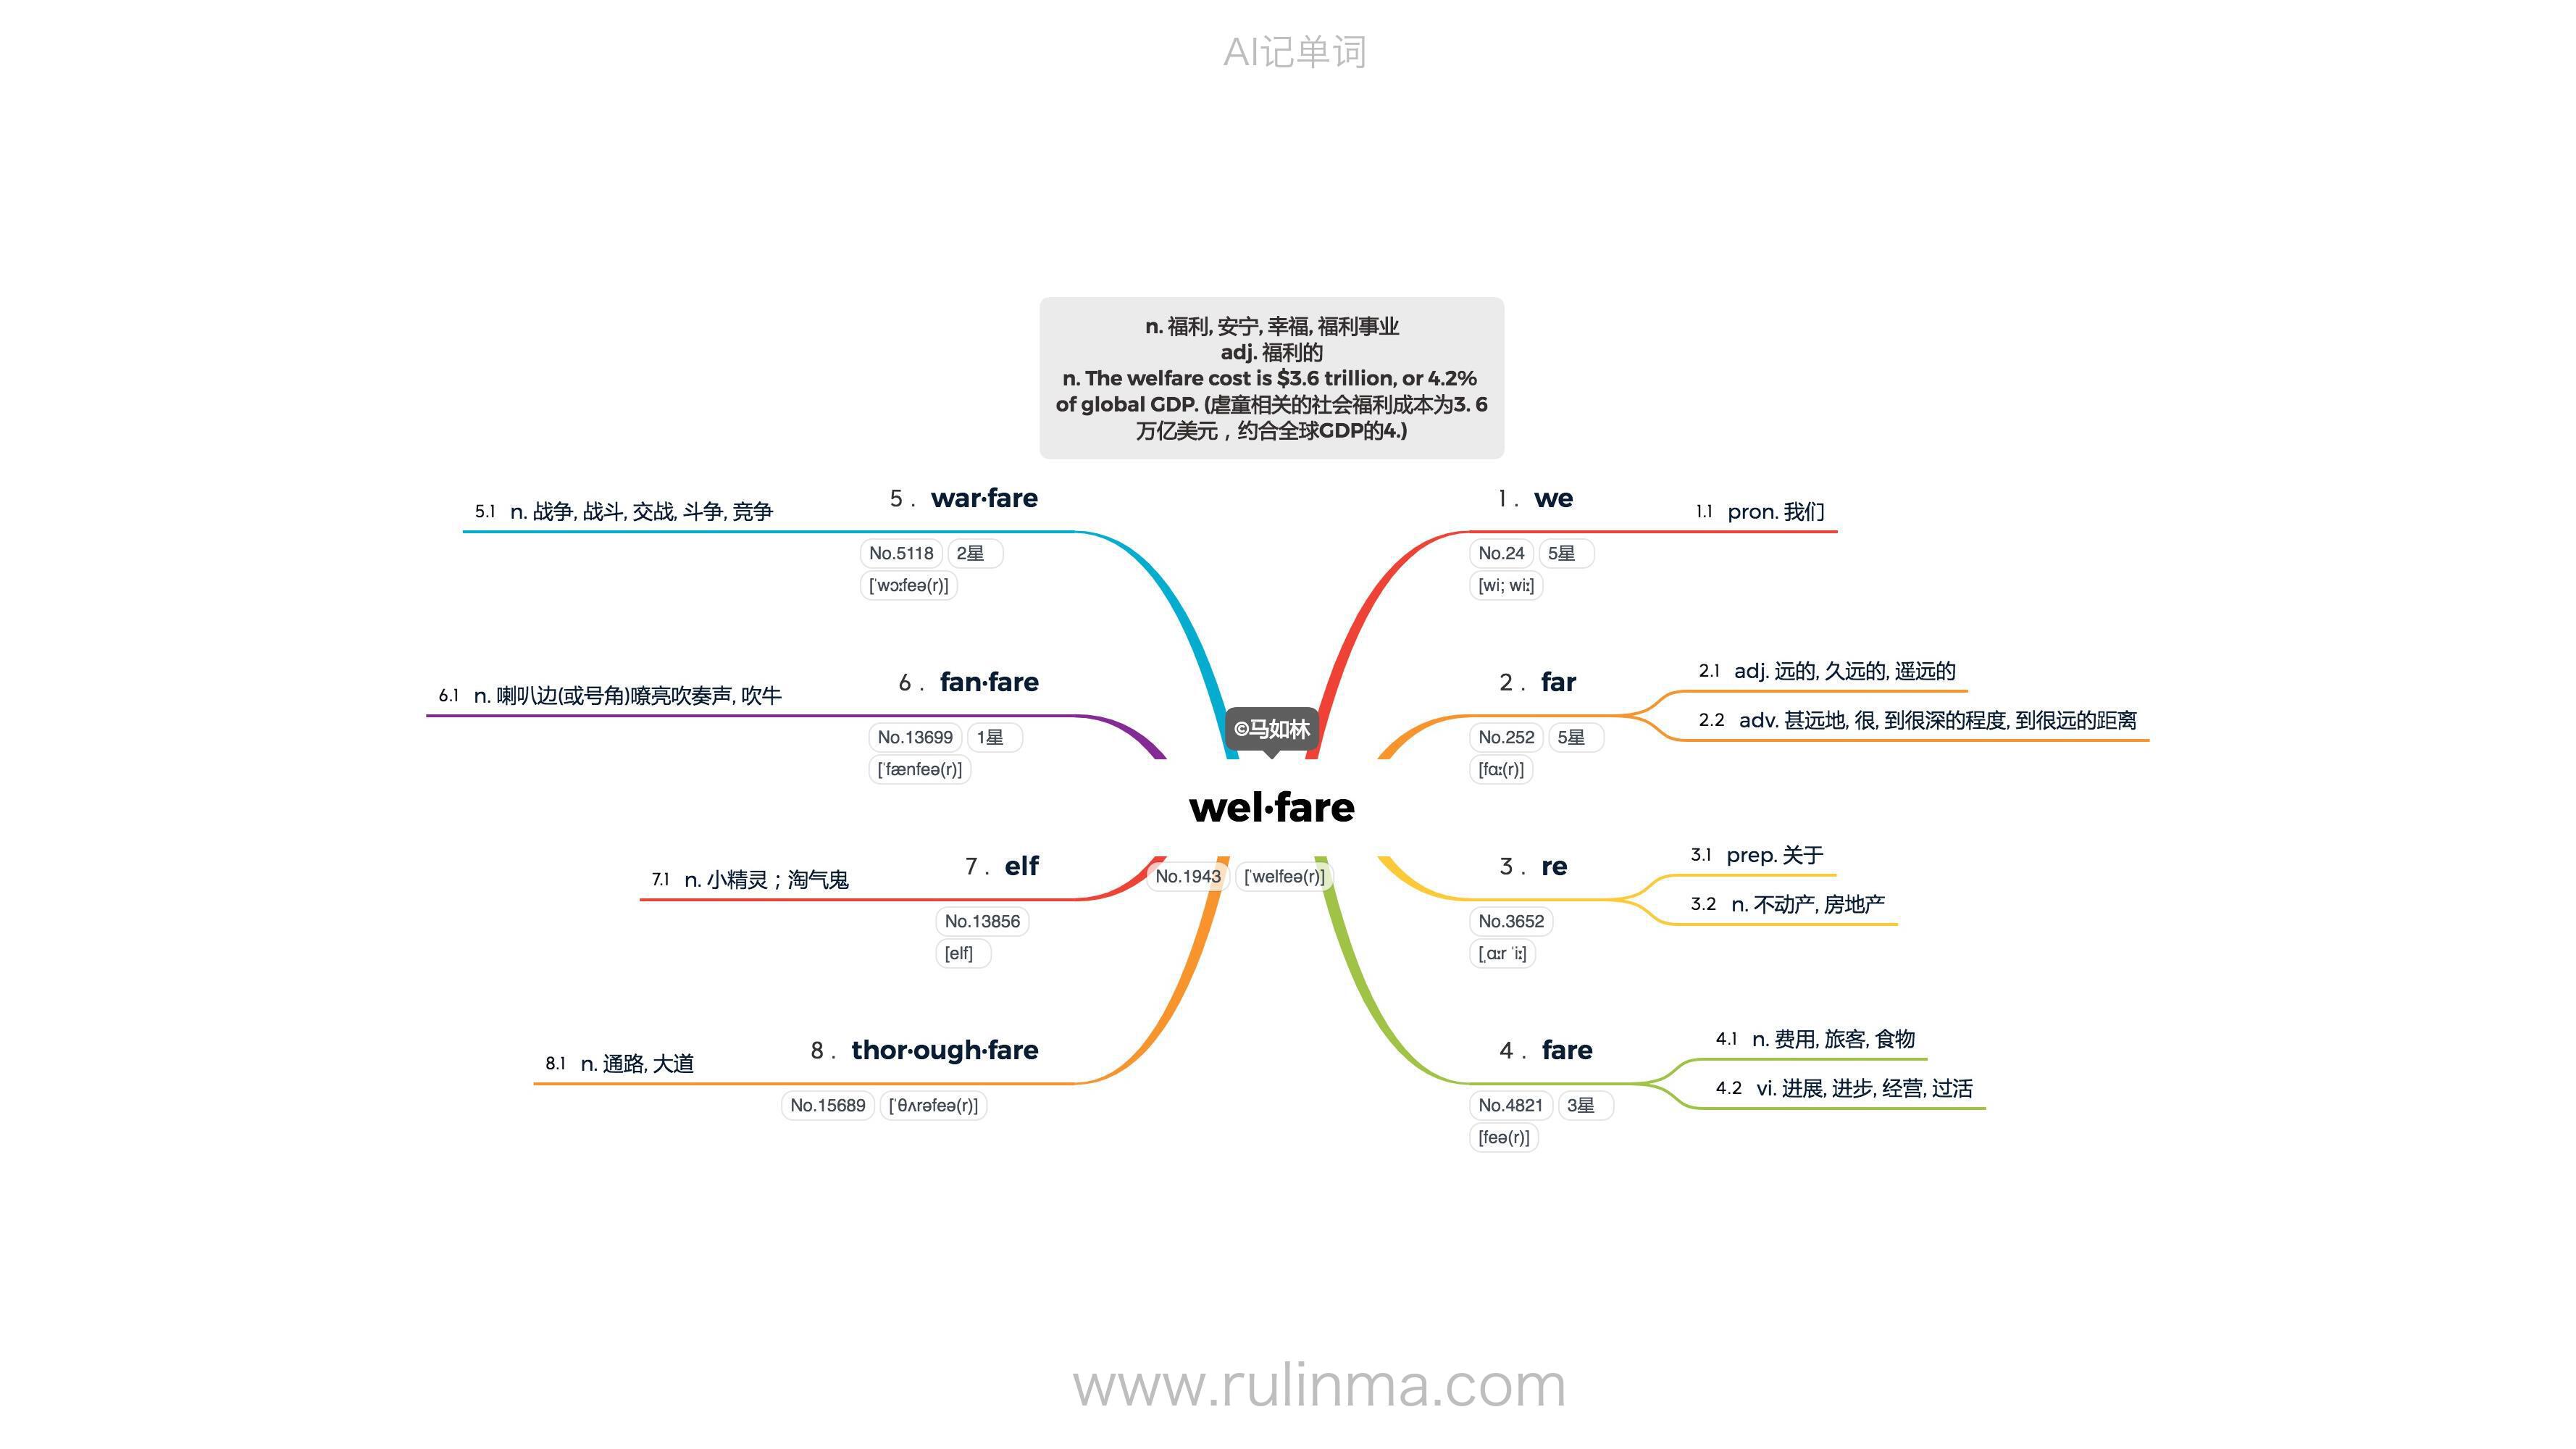 AI记单词
n. 福利, 安宁, 幸福, 福利事业
adj. 福利的
n. The welfare cost is $3.6 trillion, or 4.2%
of global GDP. (虐童相关的社会福利成本为3. 6
万亿美元，约合全球GDP的4.)
©马如林
wel·fare
No.1943 [ˈwelfeə(r)]
1 . we
No.24 5星
[wi; wiː]
1.1 pron. 我们
2 . far
No.252 5星
[fɑː(r)]
2.1 adj. 远的, 久远的, 遥远的
2.2 adv. 甚远地, 很, 到很深的程度, 到很远的距离
3 . re
No.3652
[ˌɑːr ˈiː]
3.1 prep. 关于
3.2 n. 不动产, 房地产
4 . fare
No.4821 3星
[feə(r)]
4.1 n. 费用, 旅客, 食物
4.2 vi. 进展, 进步, 经营, 过活
5 . war·fare
No.5118 2星
[ˈwɔːfeə(r)]
5.1 n. 战争, 战斗, 交战, 斗争, 竞争
6 . fan·fare
No.13699 1星
[ˈfænfeə(r)]
6.1 n. 喇叭边(或号角)嘹亮吹奏声, 吹牛
7 . elf
No.13856
[elf]
7.1 n. 小精灵；淘气鬼
8 . thor·ough·fare
No.15689 [ˈθʌrəfeə(r)]
8.1 n. 通路, 大道
www.rulinma.com